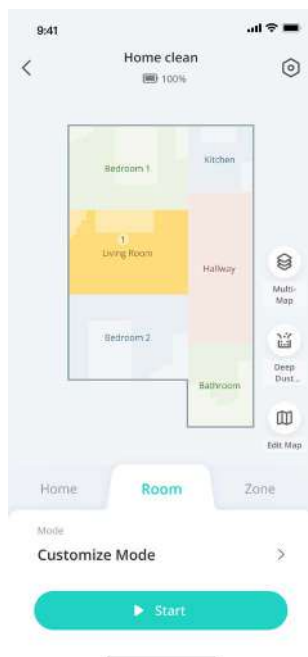 9:41
Home clean
100%
Bedroom 1
Kitchen
1
Living Room
Hallway
Multi-
Map
Bedroom 2
Deep
Dust...
Bathroom
Edit Map
Home
Room
Zone
Mode
Customize Mode
Start